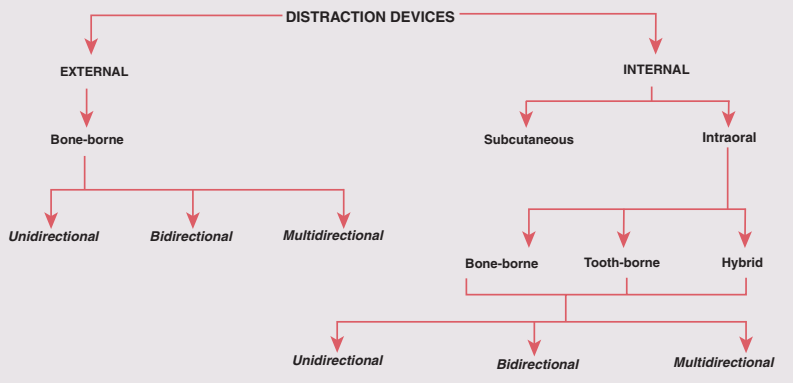 DISTRACTION DEVICES
EXTERNAL
INTERNAL
Bone-borne
Subcutaneous
Intraoral
Unidirectional
Bidirectional
Multidirectional
Bone-borne
Tooth-borne
Hybrid
Unidirectional
Bidirectional
Multidirectional